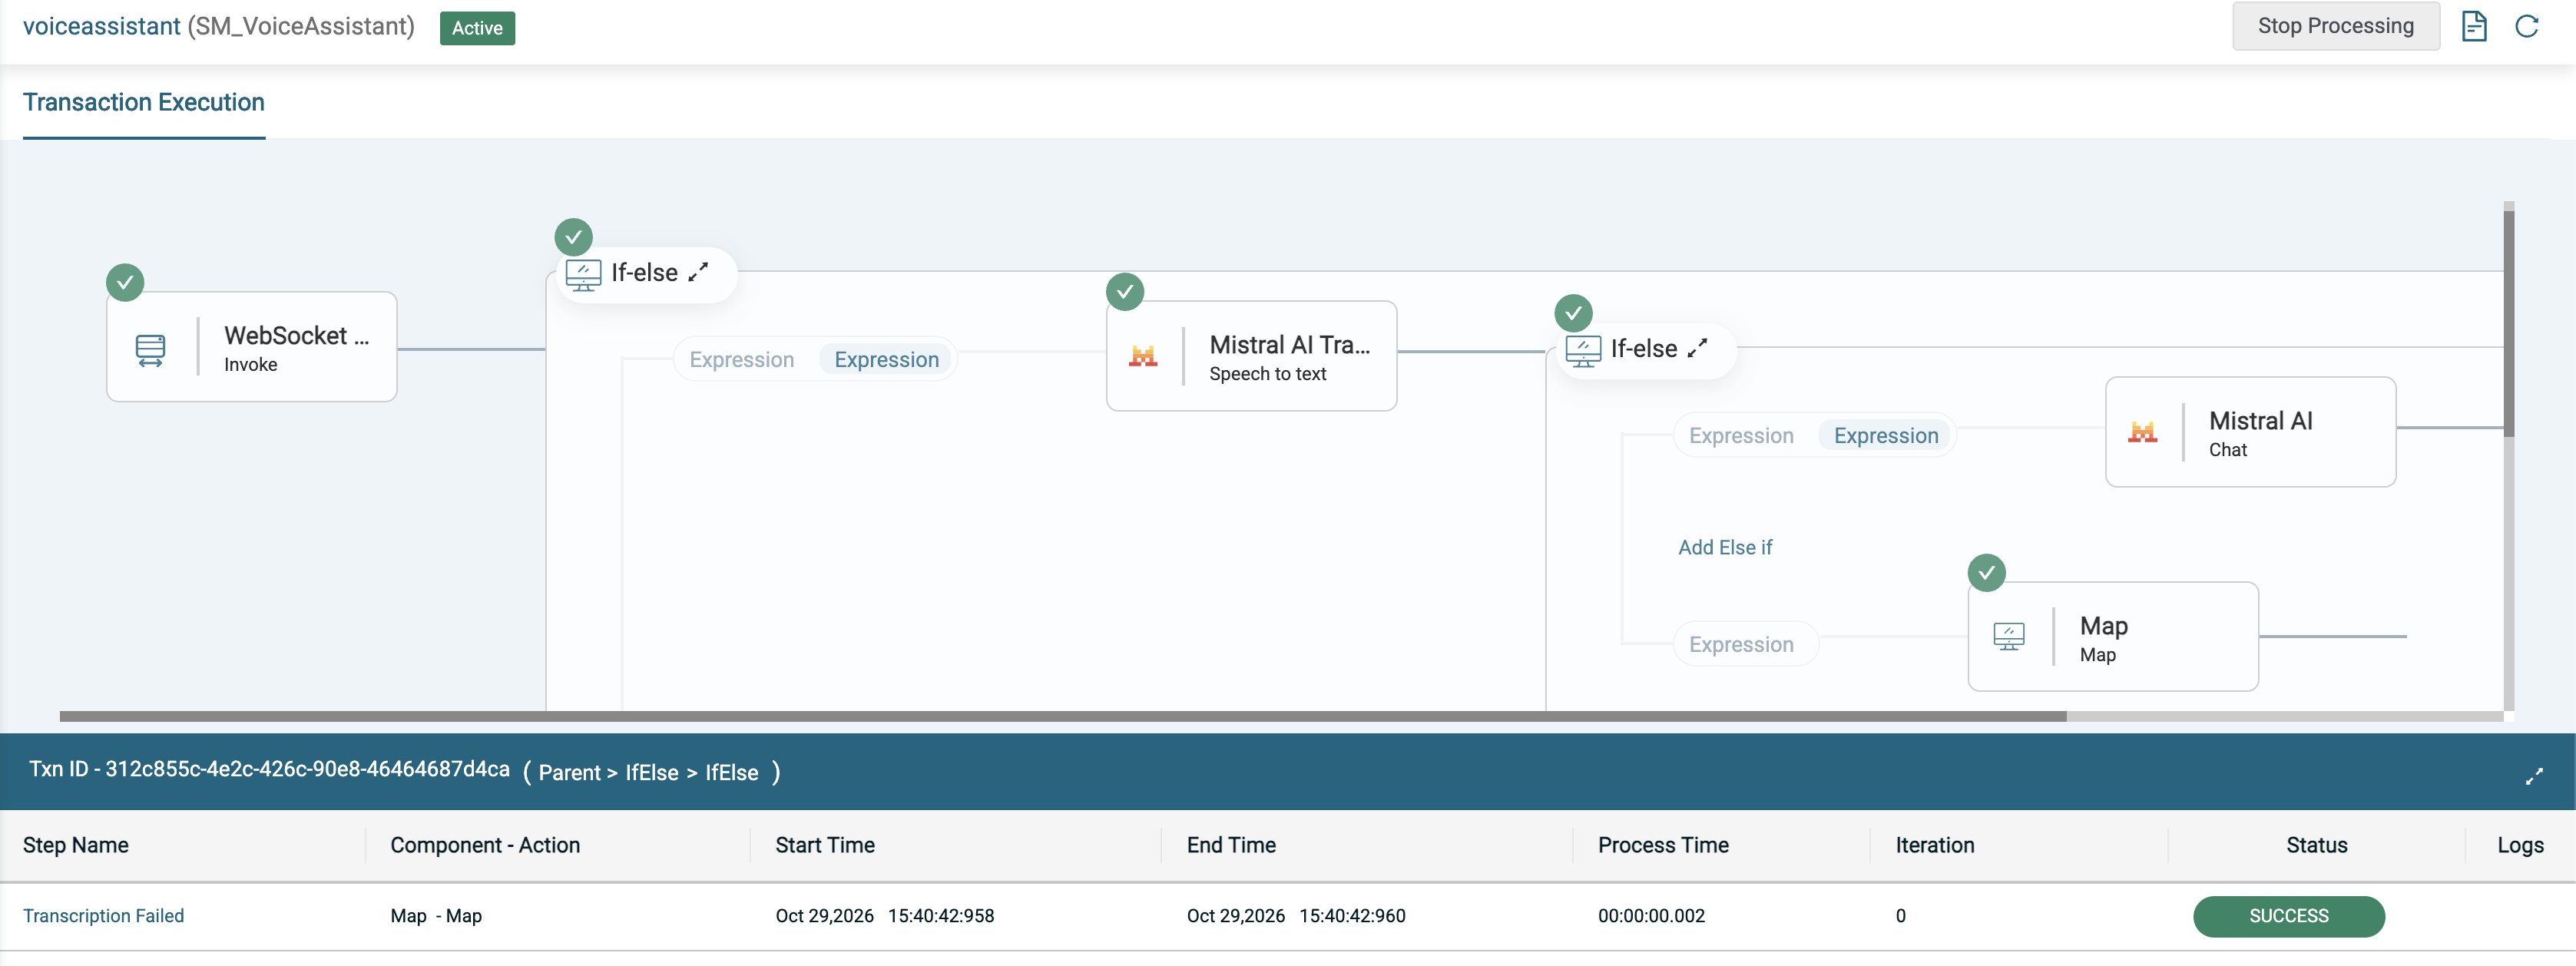 voiceassistant (SM_VoiceAssistant) Active Stop Processing
Transaction Execution
If-else
WebSocket ...
Invoke
Expression Expression
Mistral AI Tra...
Speech to text
If-else
Expression Expression
Mistral AI
Chat
Add Else if
Expression
Map
Map
Txn ID - 312c855c-4e2c-426c-90e8-46464687d4ca ( Parent > IfElse > IfElse )
Step Name Component - Action Start Time End Time Process Time Iteration Status Logs
Transcription Failed Map - Map Oct 29,2026 15:40:42:958 Oct 29,2026 15:40:42:960 00:00:00.002 0 SUCCESS